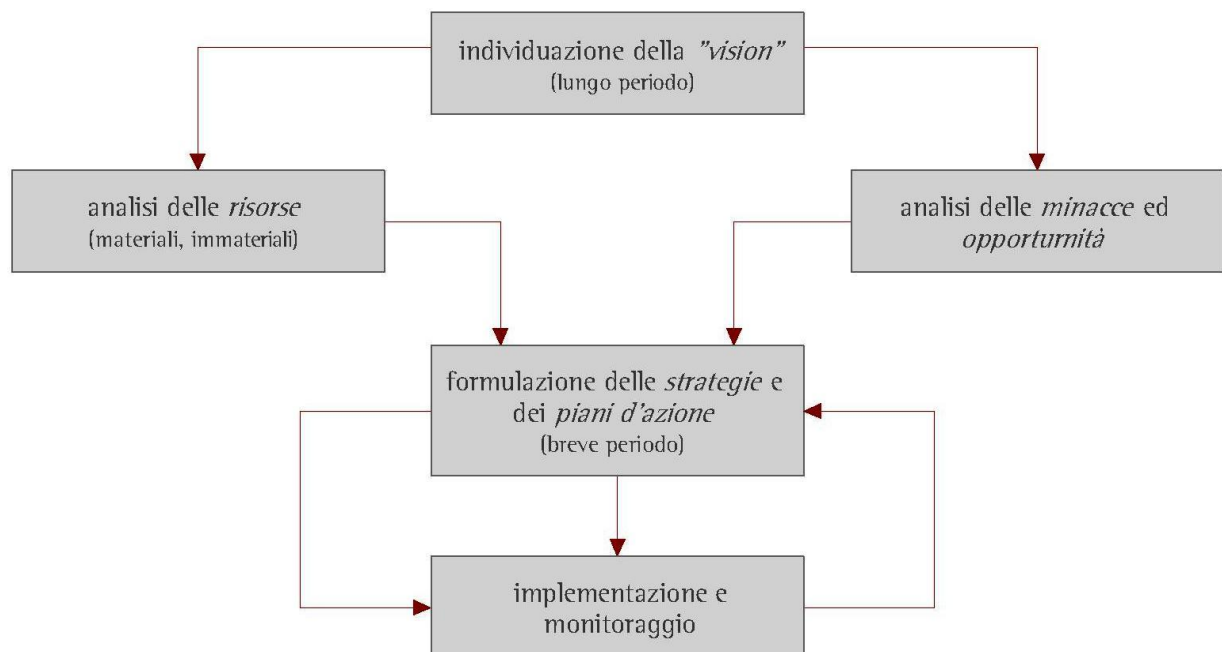 individuazione della "vision"
(lungo periodo)
analisi delle risorse
(materiali, immateriali)
analisi delle minacce ed
opporturnità
formulazione delle strategie e
dei piani d'azione
(breve periodo)
implementazione e
monitoraggio